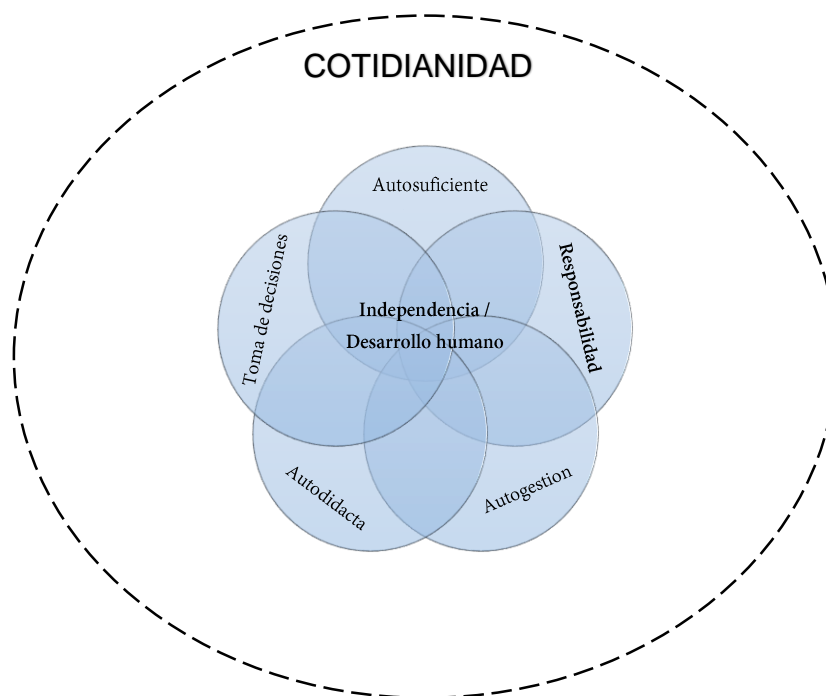 COTIDIANIDAD
Autosuficiente
Toma de decisiones
Responsabilidad
Independencia /
Desarrollo humano
Autodidacta
Autogestion